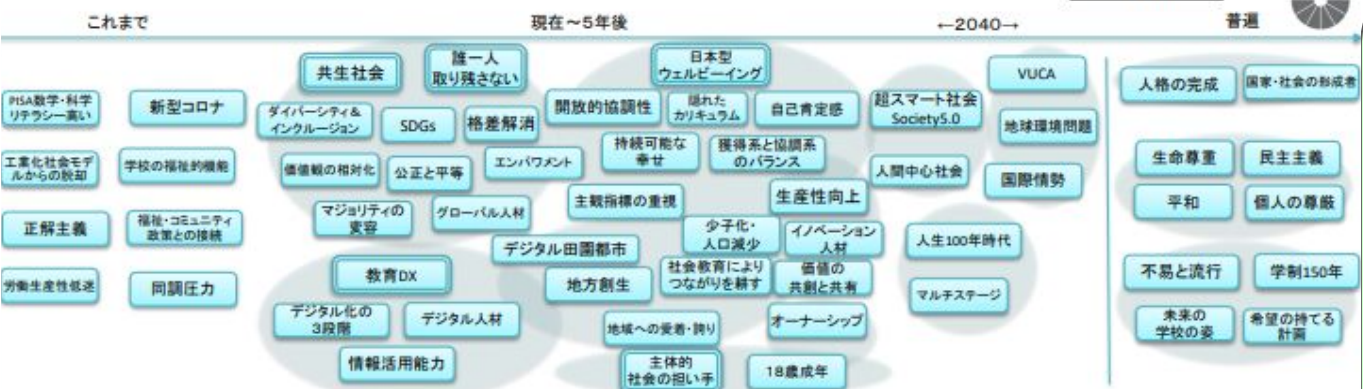 これまで
現在～5年後
←2040→
普遍
PISA数学・科学
リテラシー高い
新型コロナ
工業化社会モデ
ルからの脱却
学校の福祉的機能
正解主義
福祉・コミュニティ
政策との接続
労働生産性低迷
同調圧力
共生社会
誰一人
取り残さない
ダイバーシティ&
インクルージョン
SDGs
格差解消
価値観の相対化
公正と平等
エンパワメント
マジョリティの
変容
グローバル人材
教育DX
デジタル化の
3段階
デジタル人材
情報活用能力
日本型
ウェルビーイング
開放的協調性
隠れた
カリキュラム
自己肯定感
持続可能な
幸せ
獲得系と協調系
のバランス
主観指標の重視
生産性向上
少子化・
人口減少
イノベーション
人材
デジタル田園都市
地方創生
社会教育により
つながりを耕す
価値の
共創と共有
地域への愛着・誇り
オーナーシップ
主体的
社会の担い手
18歳成年
超スマート社会
Society5.0
VUCA
地球環境問題
人間中心社会
国際情勢
人生100年時代
マルチステージ
人格の完成
国家・社会の形成者
生命尊重
民主主義
平和
個人の尊厳
不易と流行
学制150年
未来の
学校の姿
希望の持てる
計画